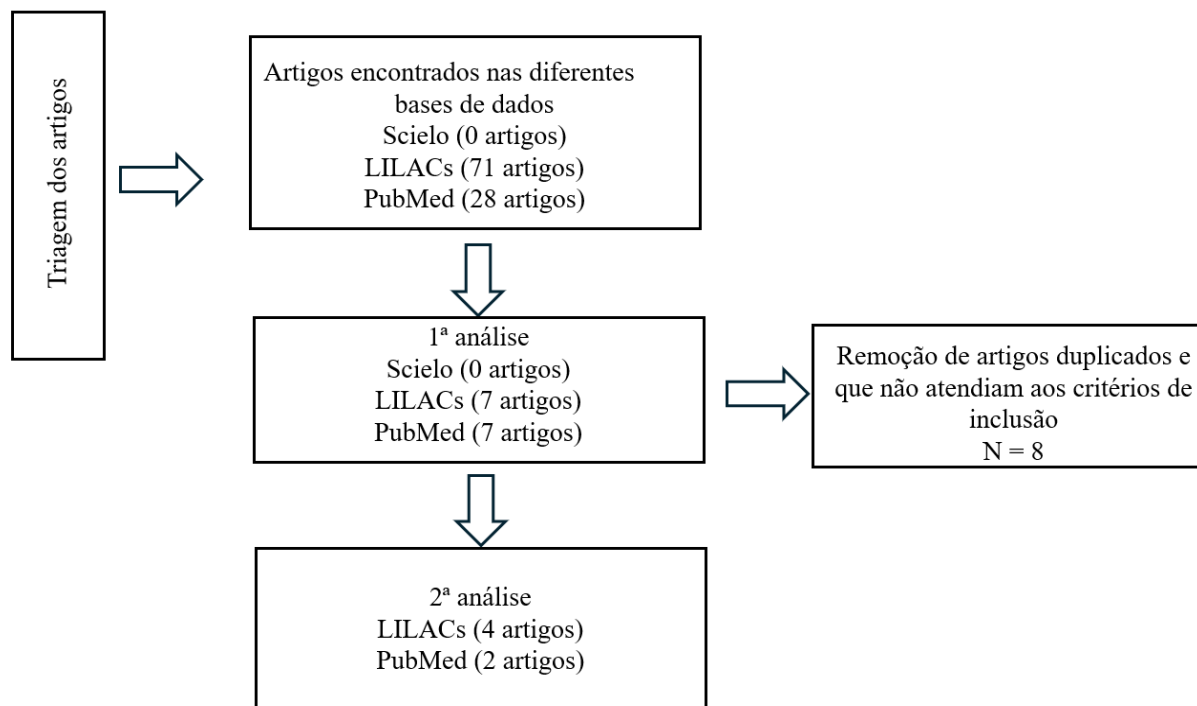 Triagem dos artigos
Artigos encontrados nas diferentes
bases de dados
Scielo (0 artigos)
LILACs (71 artigos)
PubMed (28 artigos)
1ª análise
Scielo (0 artigos)
LILACs (7 artigos)
PubMed (7 artigos)
Remoção de artigos duplicados e
que não atendiam aos critérios de
inclusão
N = 8
2ª análise
LILACs (4 artigos)
PubMed (2 artigos)